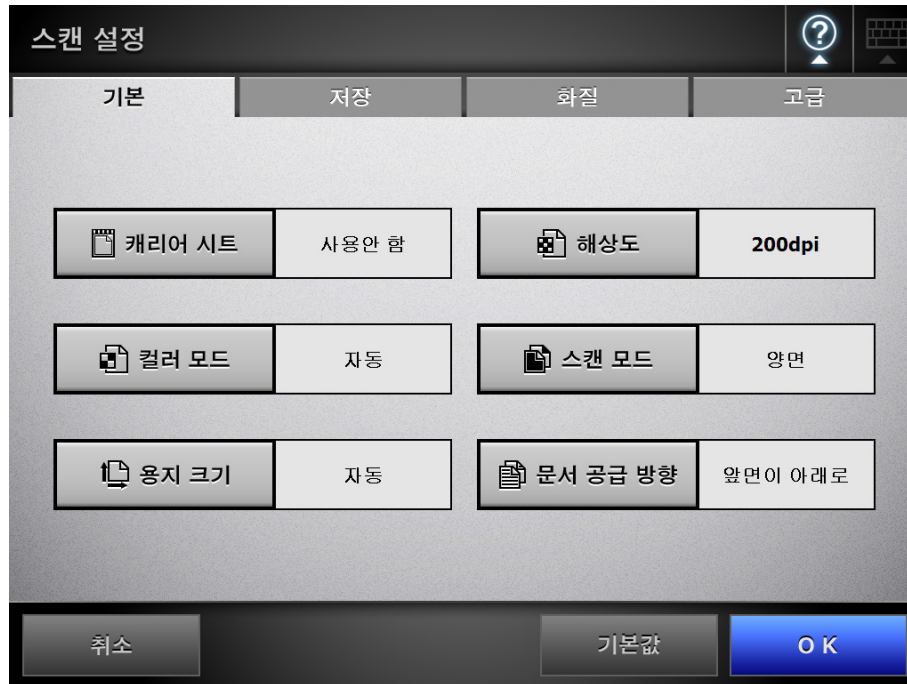 스캔 설정
?
기본 저장 화질 고급
캐리어 시트 사용안 함 해상도 200dpi
컬러 모드 자동 스캔 모드 양면
용지 크기 자동 문서 공급 방향 앞면이 아래로
취소 기본값 OK